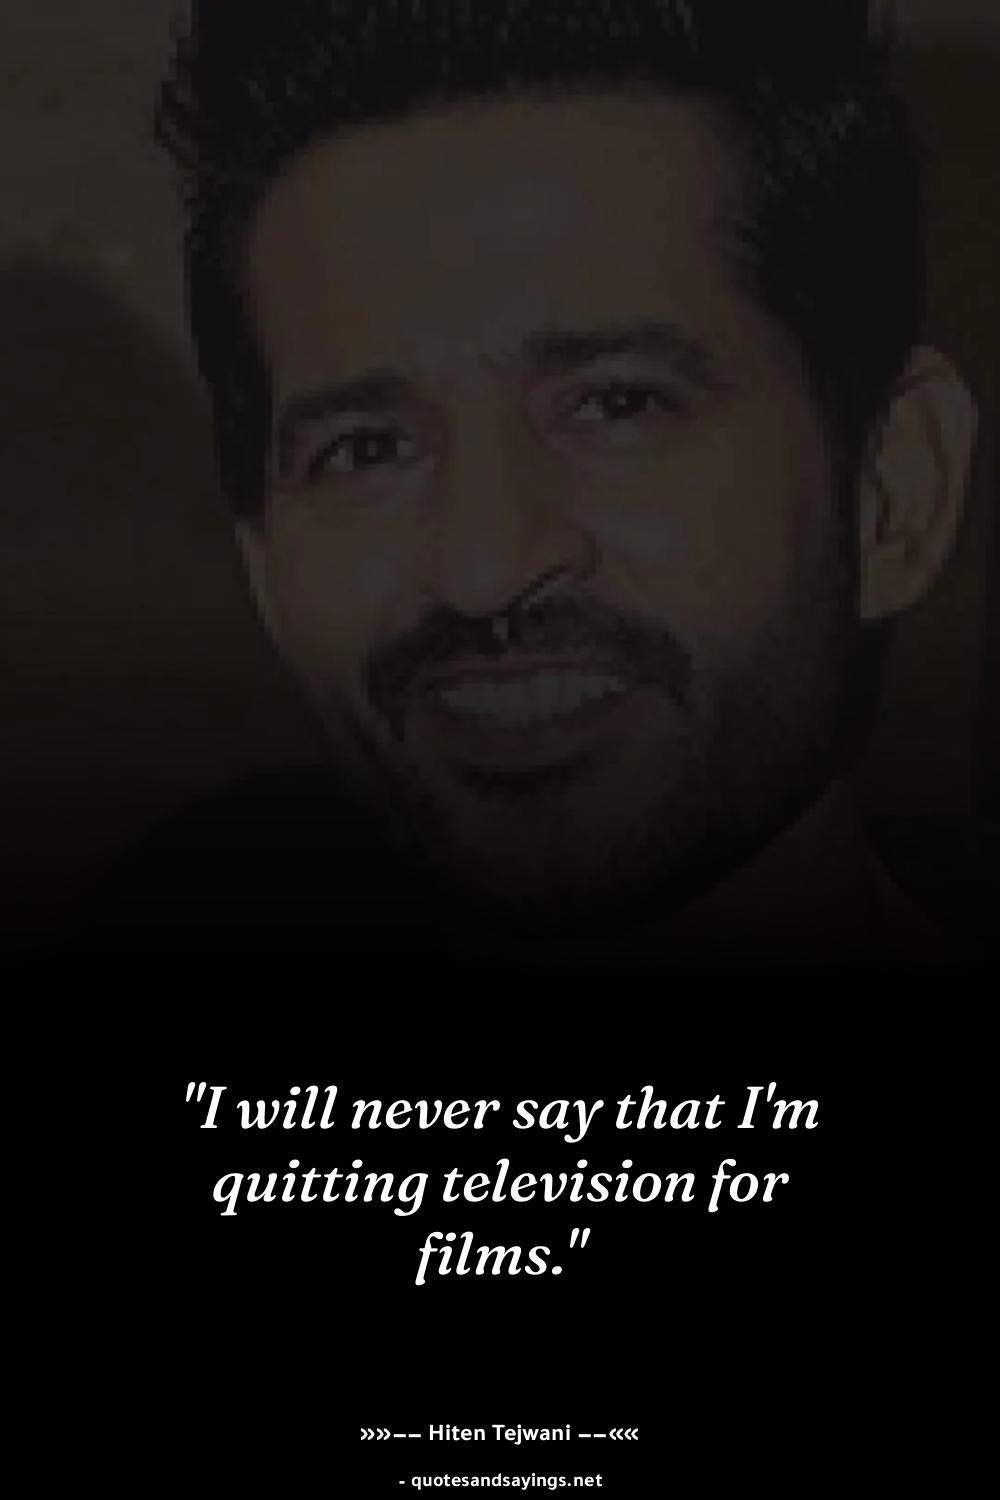 "I will never say that I'm
quitting television for
films."
»»−− Hiten Tejwani −−««
- quotesandsayings.net